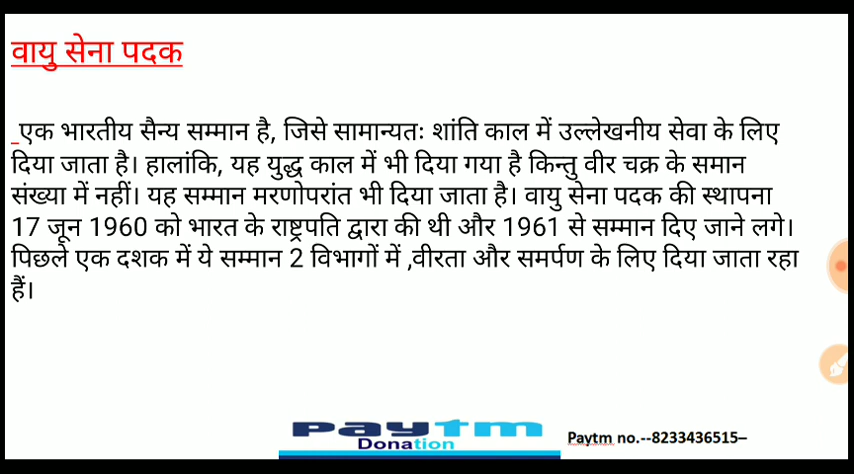 वायु सेना पदक
एक भारतीय सैन्य सम्मान है, जिसे सामान्यतः शांति काल में उल्लेखनीय सेवा के लिए
दिया जाता है। हालांकि, यह युद्ध काल में भी दिया गया है किन्तु वीर चक्र के समान
संख्या में नहीं। यह सम्मान मरणोपरांत भी दिया जाता है। वायु सेना पदक की स्थापना
17 जून 1960 को भारत के राष्ट्रपति द्वारा की थी और 1961 से सम्मान दिए जाने लगे।
पिछले एक दशक में ये सम्मान 2 विभागों में ,वीरता और समर्पण के लिए दिया जाता रहा
हैं।
paytm
Donation
Paytm no.--8233436515–